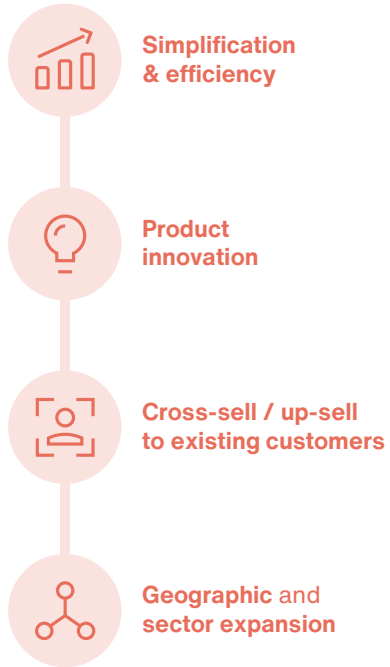 Simplification
& efficiency
Product
innovation
Cross-sell / up-sell
to existing customers
Geographic and
sector expansion